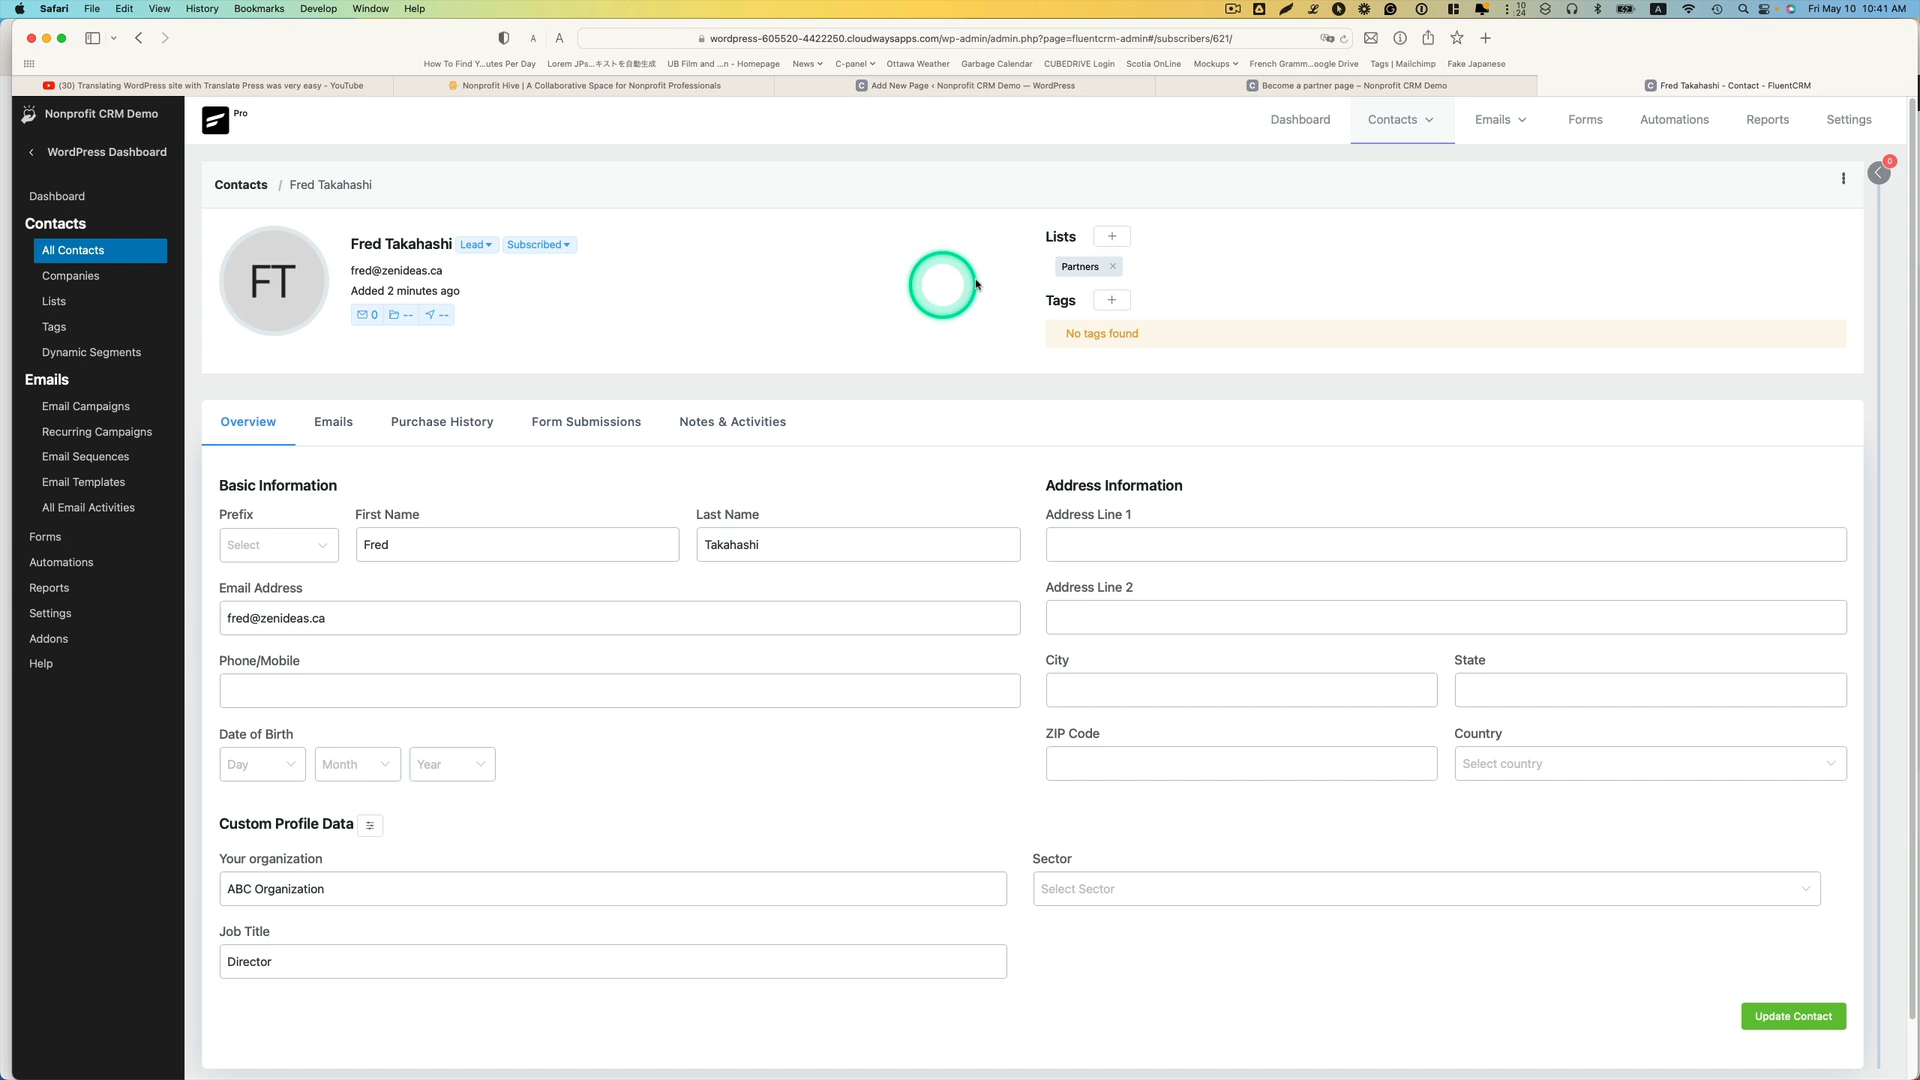 Safari File Edit View History Bookmarks Develop Window Help
10
24
A
Fri May 10 10:41 AM
A A
wordpress-605520-4422250.cloudwaysapps.com/wp-admin/admin.php?page=fluentcrm-admin#/subscribers/621/
How To Find Y...utes Per Day Lorem JPs...キストを自動生成 UB Film and ...n - Homepage News C-panel Ottawa Weather Garbage Calendar CUBEDRIVE Login Scotia OnLine Mockups French Gramm...oogle Drive Tags | Mailchimp Fake Japanese
(30) Translating WordPress site with Translate Press was very easy - YouTube
Nonprofit Hive | A Collaborative Space for Nonprofit Professionals
Add New Page ‹ Nonprofit CRM Demo — WordPress
Become a partner page – Nonprofit CRM Demo
Fred Takahashi - Contact - FluentCRM
Nonprofit CRM Demo
WordPress Dashboard
Dashboard
Contacts
All Contacts
Companies
Lists
Tags
Dynamic Segments
Emails
Email Campaigns
Recurring Campaigns
Email Sequences
Email Templates
All Email Activities
Forms
Automations
Reports
Settings
Addons
Help
Pro
Dashboard Contacts Emails Forms Automations Reports Settings
0
Contacts / Fred Takahashi
FT
Fred Takahashi Lead Subscribed
fred@zenideas.ca
Added 2 minutes ago
0 -- --
Lists +
Partners ×
Tags +
No tags found
Overview Emails Purchase History Form Submissions Notes & Activities
Basic Information
Prefix First Name Last Name
Select Fred Takahashi
Email Address
fred@zenideas.ca
Phone/Mobile
Date of Birth
Day Month Year
Address Information
Address Line 1
Address Line 2
City State
ZIP Code Country
Select country
Custom Profile Data
Your organization Sector
ABC Organization Select Sector
Job Title
Director
Update Contact